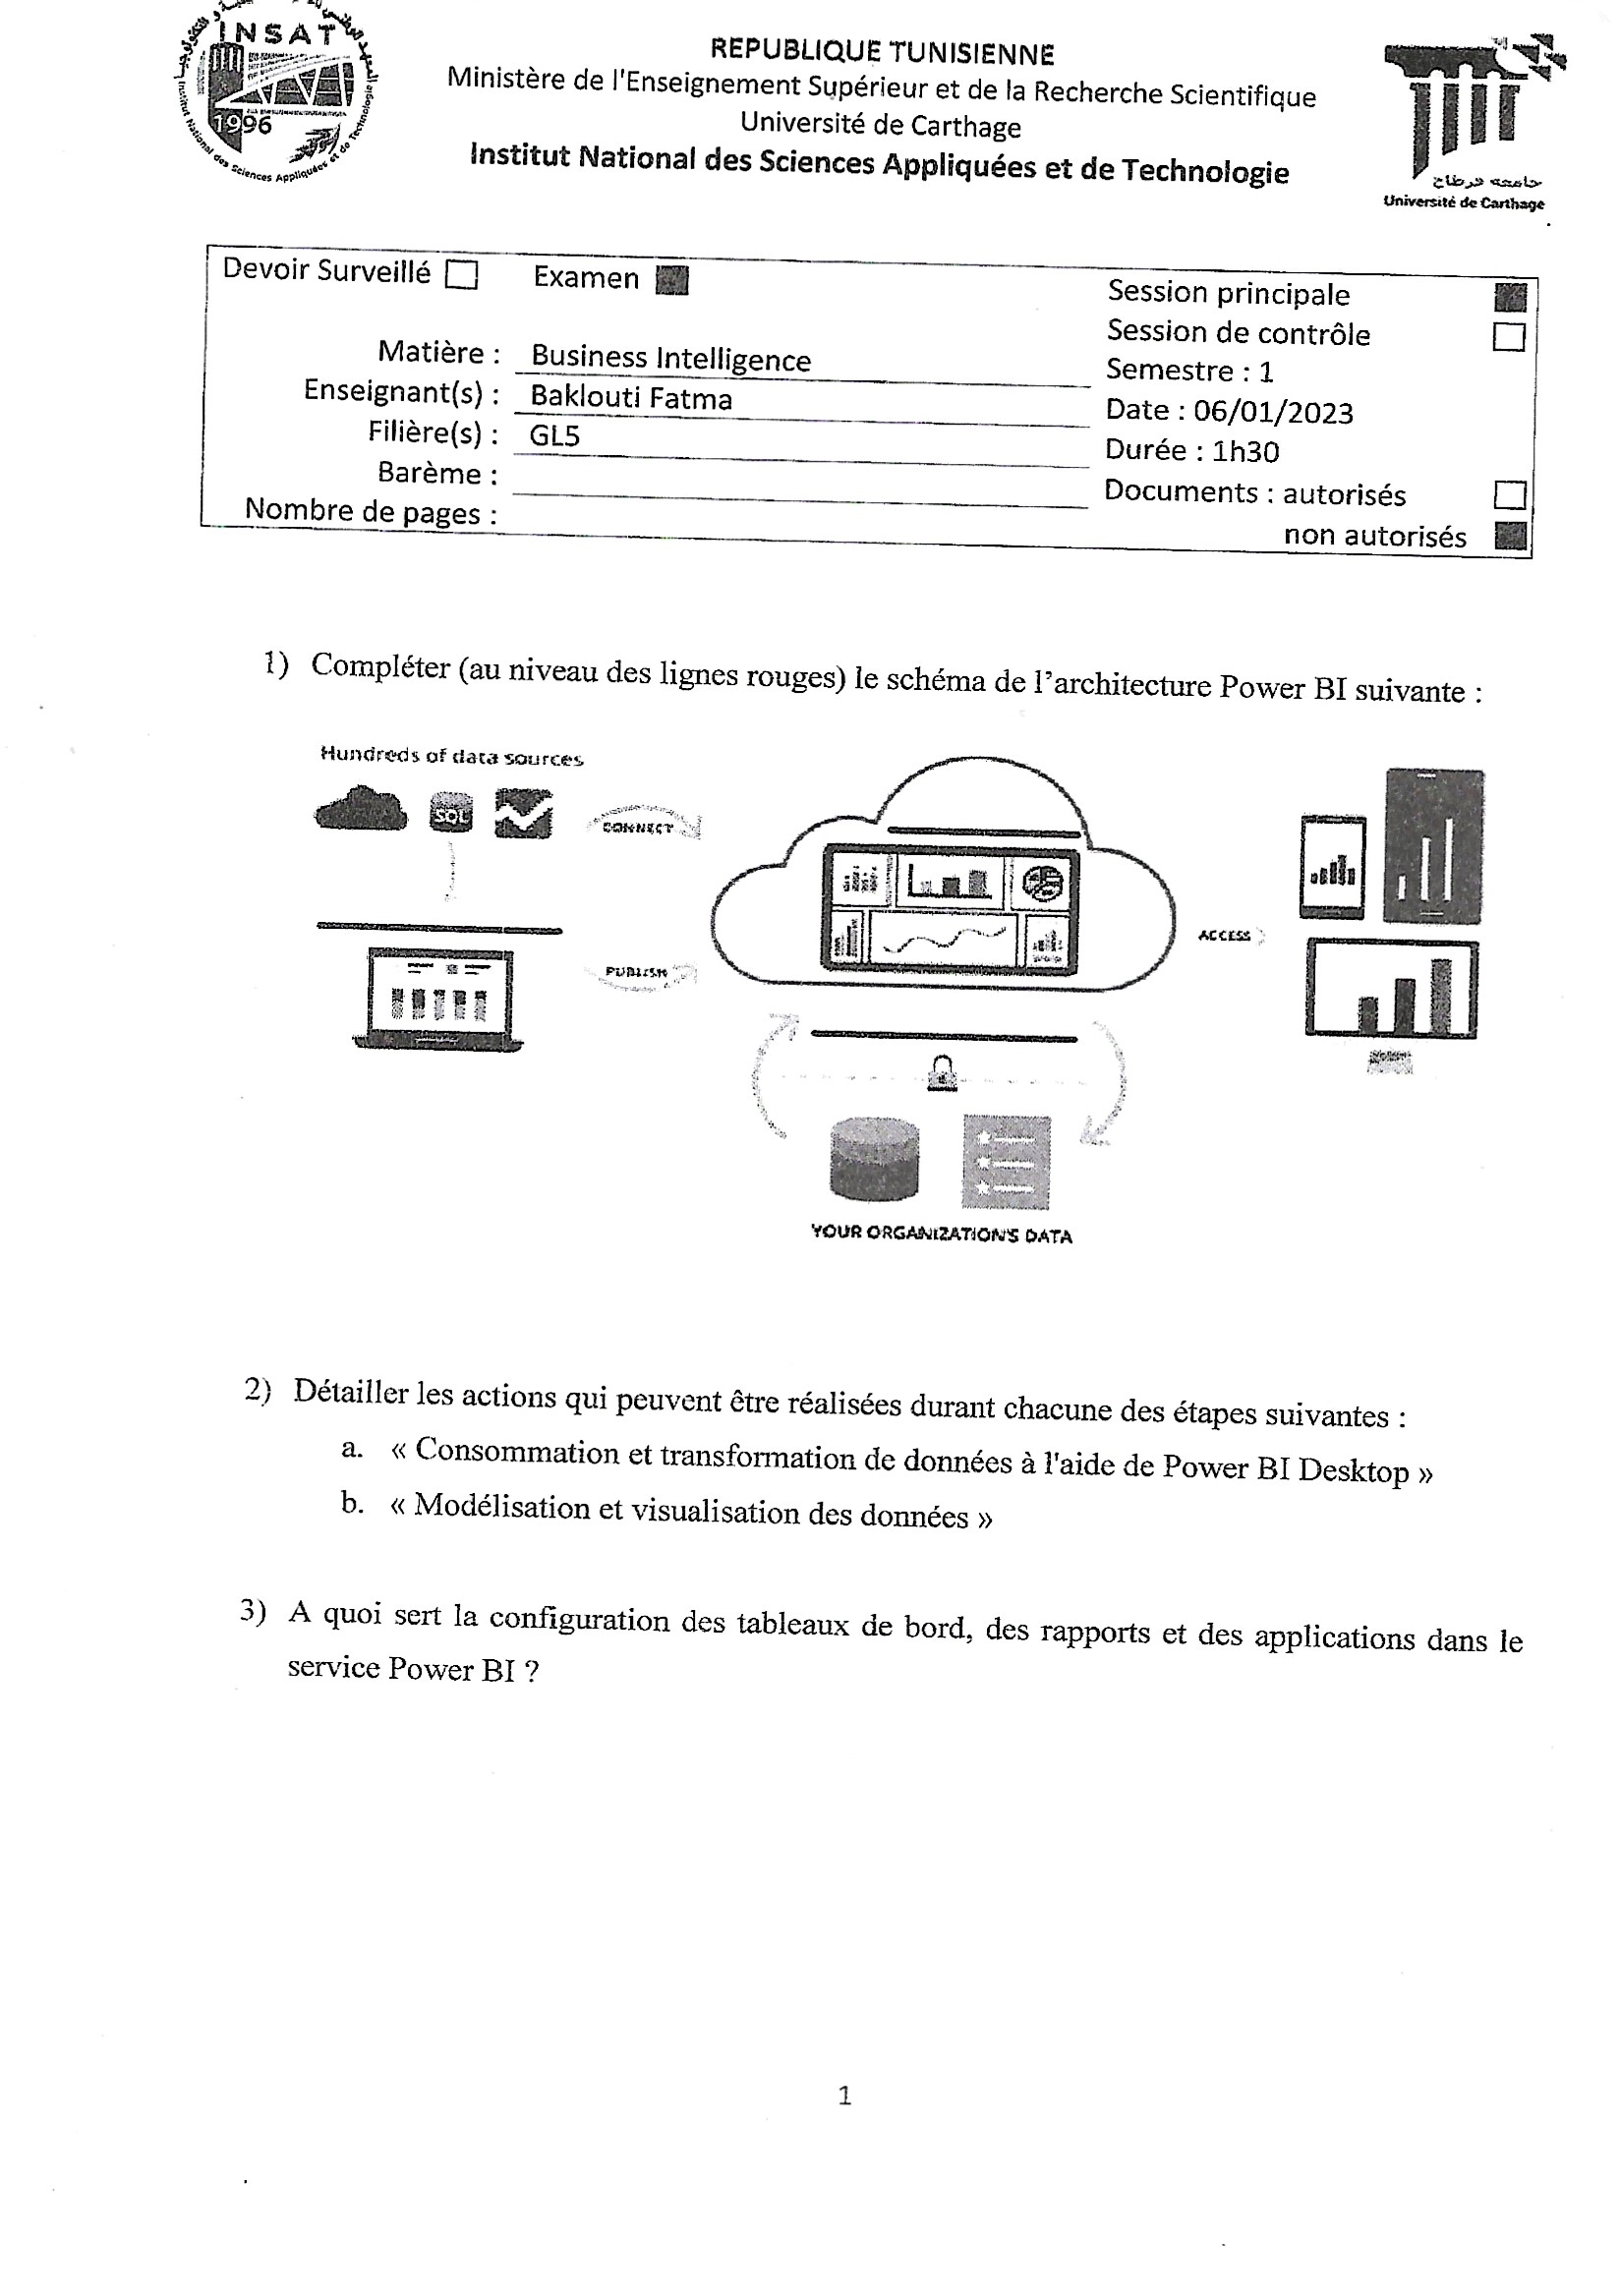 INSAT
1996
Institut National des Sciences Appliquées et de Technologie
REPUBLIQUE TUNISIENNE
Ministère de l'Enseignement Supérieur et de la Recherche Scientifique
Université de Carthage
Institut National des Sciences Appliquées et de Technologie
جامعة قرطاج
Université de Carthage
Devoir Surveillé Examen
Matière : Business Intelligence
Enseignant(s) : Baklouti Fatma
Filière(s) : GL5
Barème :
Nombre de pages :
Session principale
Session de contrôle
Semestre : 1
Date : 06/01/2023
Durée : 1h30
Documents : autorisés
non autorisés
1) Compléter (au niveau des lignes rouges) le schéma de l'architecture Power BI suivante :
Hundreds of data sources
SQL
CONNECT
PUBLISH
ACCESS
YOUR ORGANIZATION'S DATA
2) Détailler les actions qui peuvent être réalisées durant chacune des étapes suivantes :
a. « Consommation et transformation de données à l'aide de Power BI Desktop »
b. « Modélisation et visualisation des données »
3) A quoi sert la configuration des tableaux de bord, des rapports et des applications dans le
service Power BI ?
1